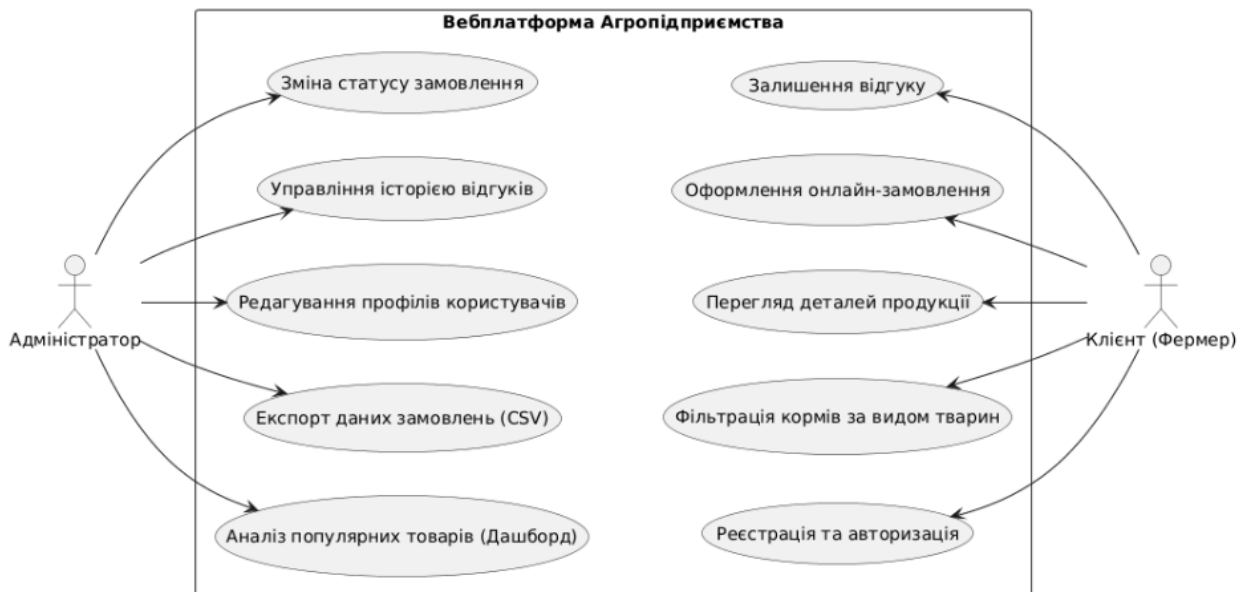 Вебплатформа Агропідприємства
Зміна статусу замовлення
Залишення відгуку
Управління історією відгуків
Оформлення онлайн-замовлення
Редагування профілів користувачів
Перегляд деталей продукції
Адміністратор
Клієнт (Фермер)
Експорт даних замовлень (CSV)
Фільтрація кормів за видом тварин
Аналіз популярних товарів (Дашборд)
Реєстрація та авторизація